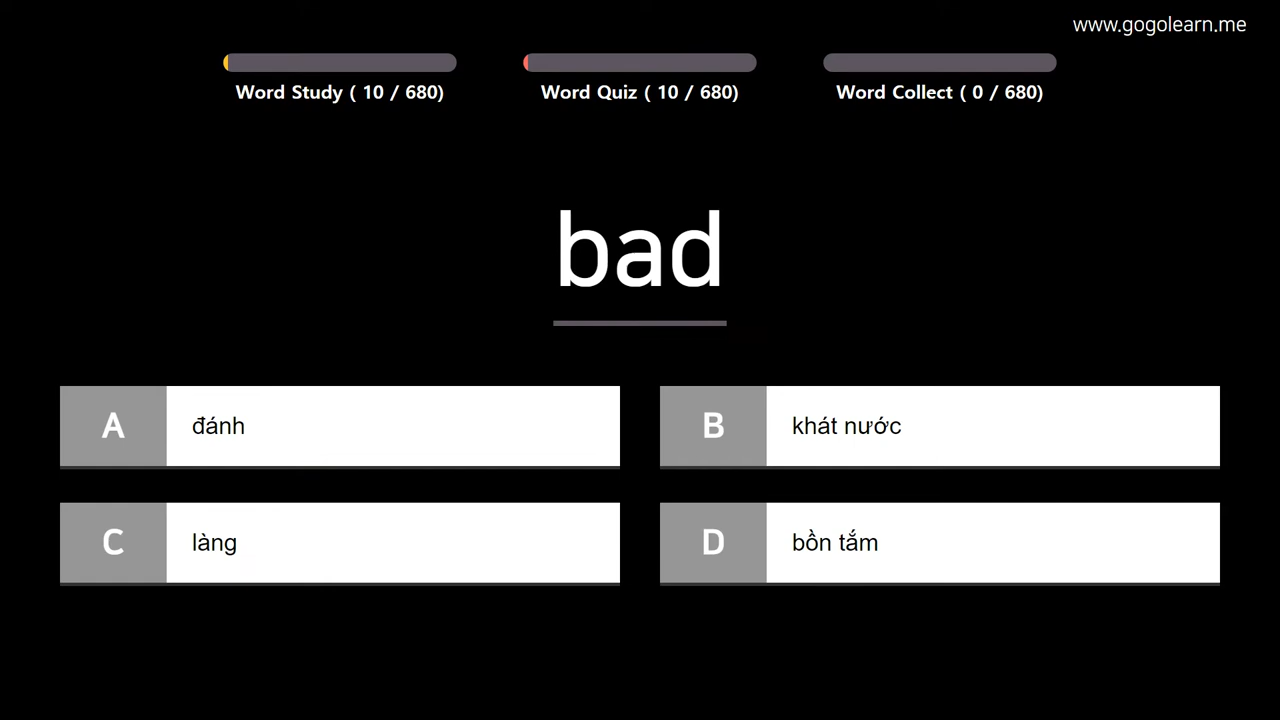 www.gogolearn.me
Word Study ( 10 / 680)
Word Quiz ( 10 / 680)
Word Collect ( 0 / 680)
bad
A đánh
B khát nước
C làng
D bồn tắm